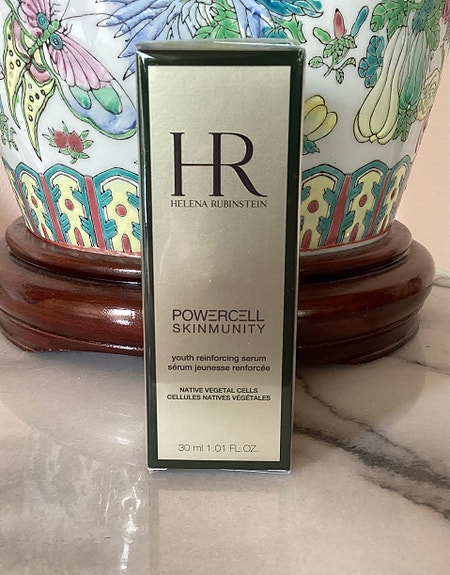 HR
HELENA RUBINSTEIN
POWERCELL
SKINMUNITY
youth reinforcing serum
sérum jeunesse renforcée
NATIVE VEGETAL CELLS
CELLULES NATIVES VÉGÉTALES
30 ml 1.01 FL.OZ.